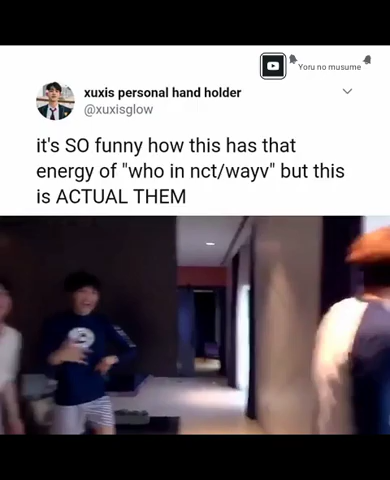 Yoru no musume
xuxis personal hand holder
@xuxisglow
it's SO funny how this has that
energy of "who in nct/wayv" but this
is ACTUAL THEM